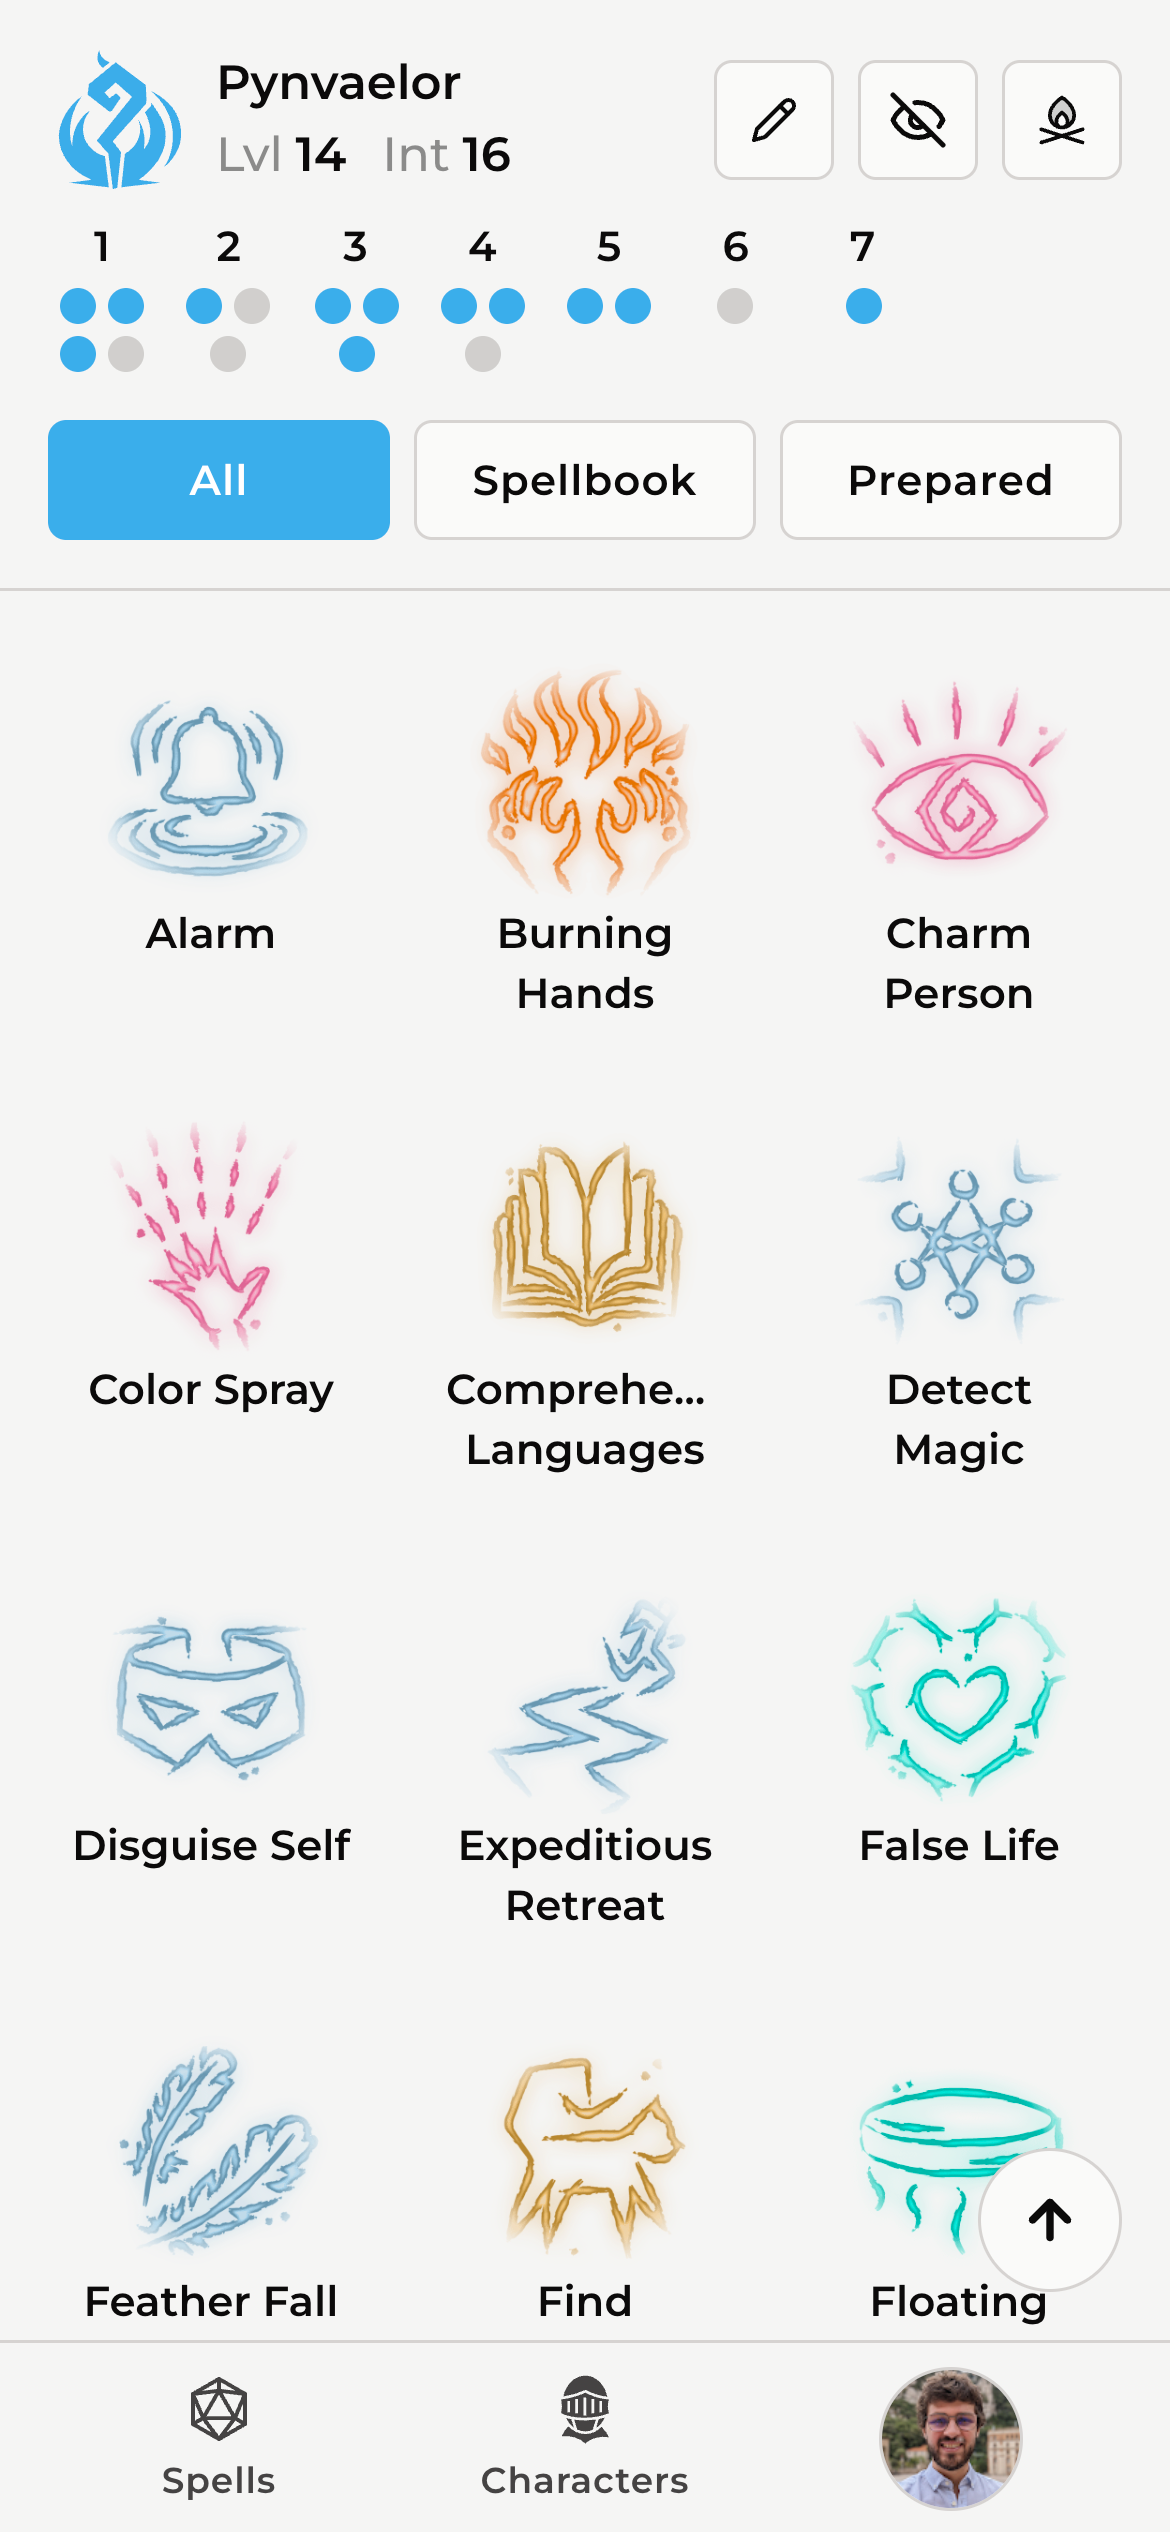 Pynvaelor
Lvl 14 Int 16
1 2 3 4 5 6 7
All Spellbook Prepared
Alarm
Burning
Hands
Charm
Person
Color Spray
Comprehe...
Languages
Detect
Magic
Disguise Self
Expeditious
Retreat
False Life
Feather Fall
Find
Floating
Spells
Characters